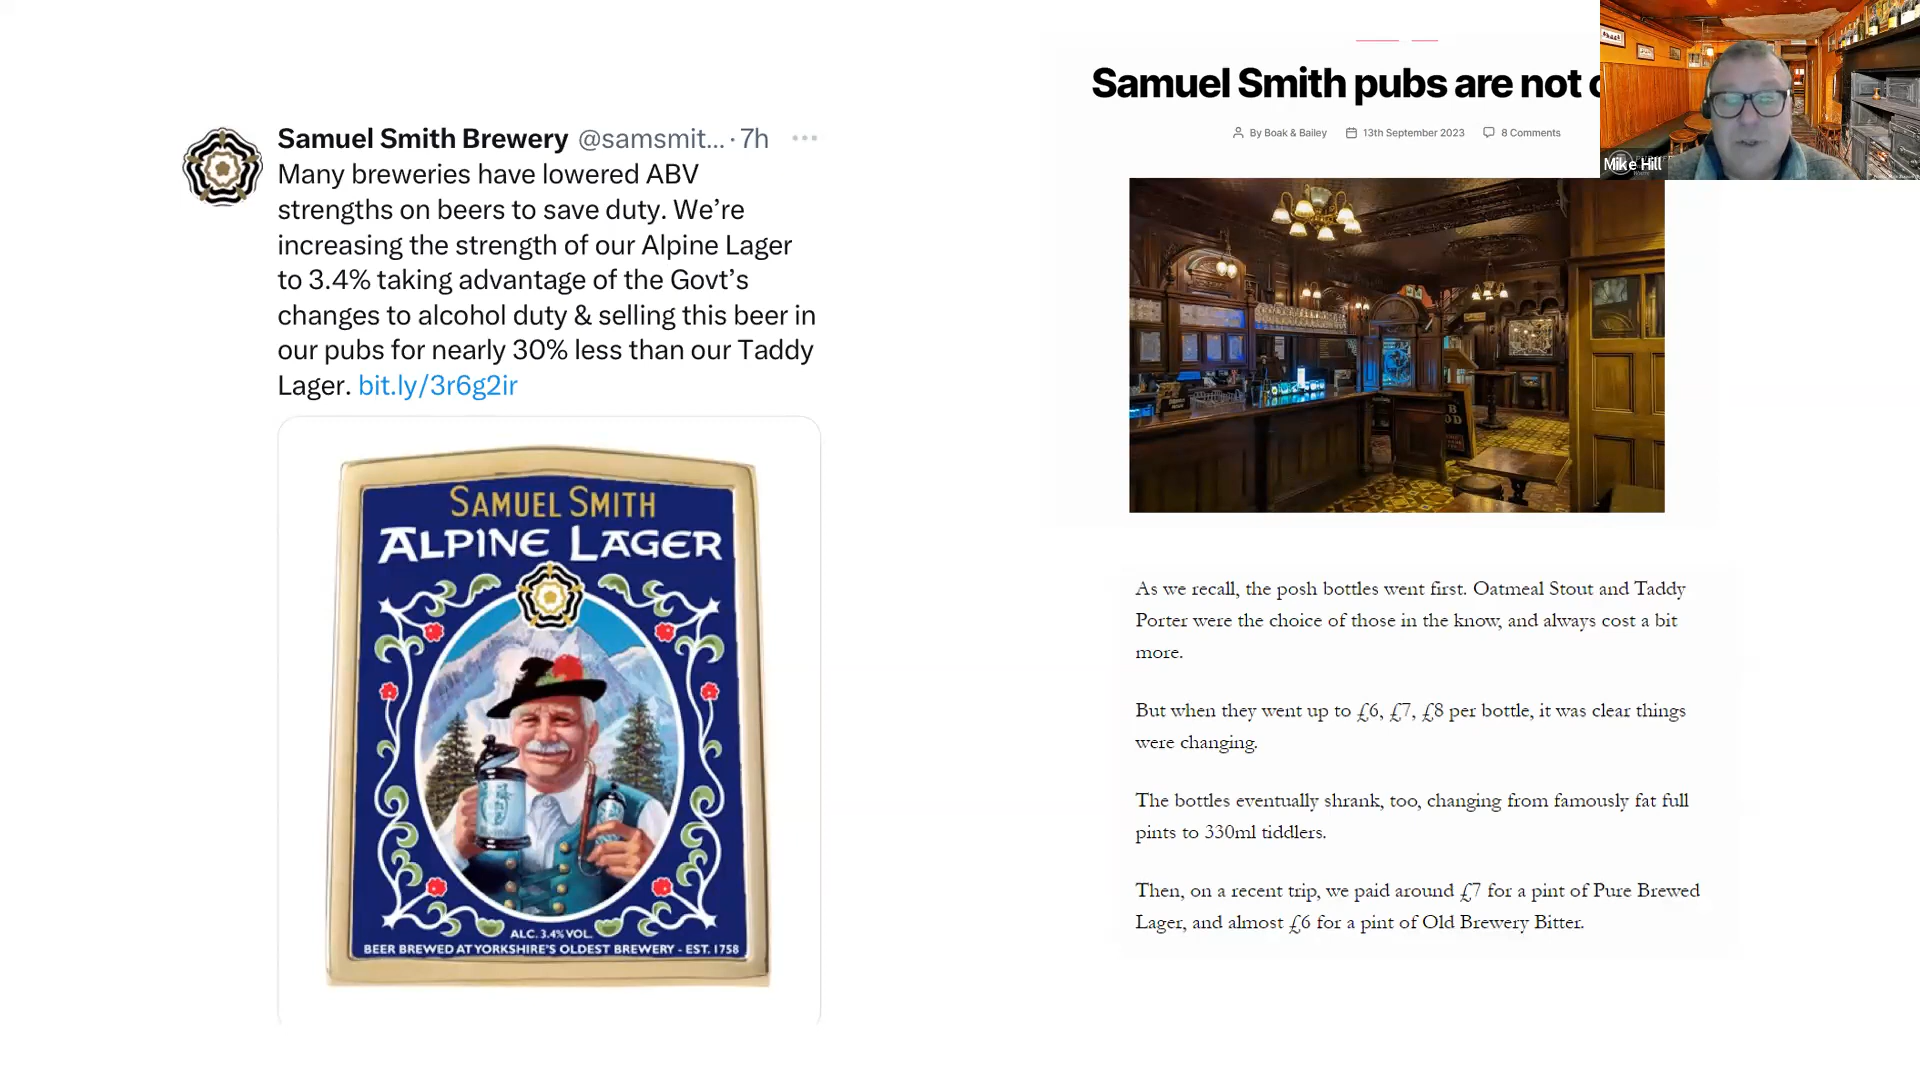 Samuel Smith Brewery @samsmit... · 7h ...
Many breweries have lowered ABV
strengths on beers to save duty. We’re
increasing the strength of our Alpine Lager
to 3.4% taking advantage of the Govt’s
changes to alcohol duty & selling this beer in
our pubs for nearly 30% less than our Taddy
Lager. bit.ly/3r6g2ir
SAMUEL SMITH
ALPINE LAGER
ALC. 3.4% VOL.
BEER BREWED AT YORKSHIRE'S OLDEST BREWERY - EST. 1758
Samuel Smith pubs are not
By Boak & Bailey 13th September 2023 8 Comments
As we recall, the posh bottles went first. Oatmeal Stout and Taddy
Porter were the choice of those in the know, and always cost a bit
more.
But when they went up to £6, £7, £8 per bottle, it was clear things
were changing.
The bottles eventually shrank, too, changing from famously fat full
pints to 330ml tiddlers.
Then, on a recent trip, we paid around £7 for a pint of Pure Brewed
Lager, and almost £6 for a pint of Old Brewery Bitter.
Mike Hill